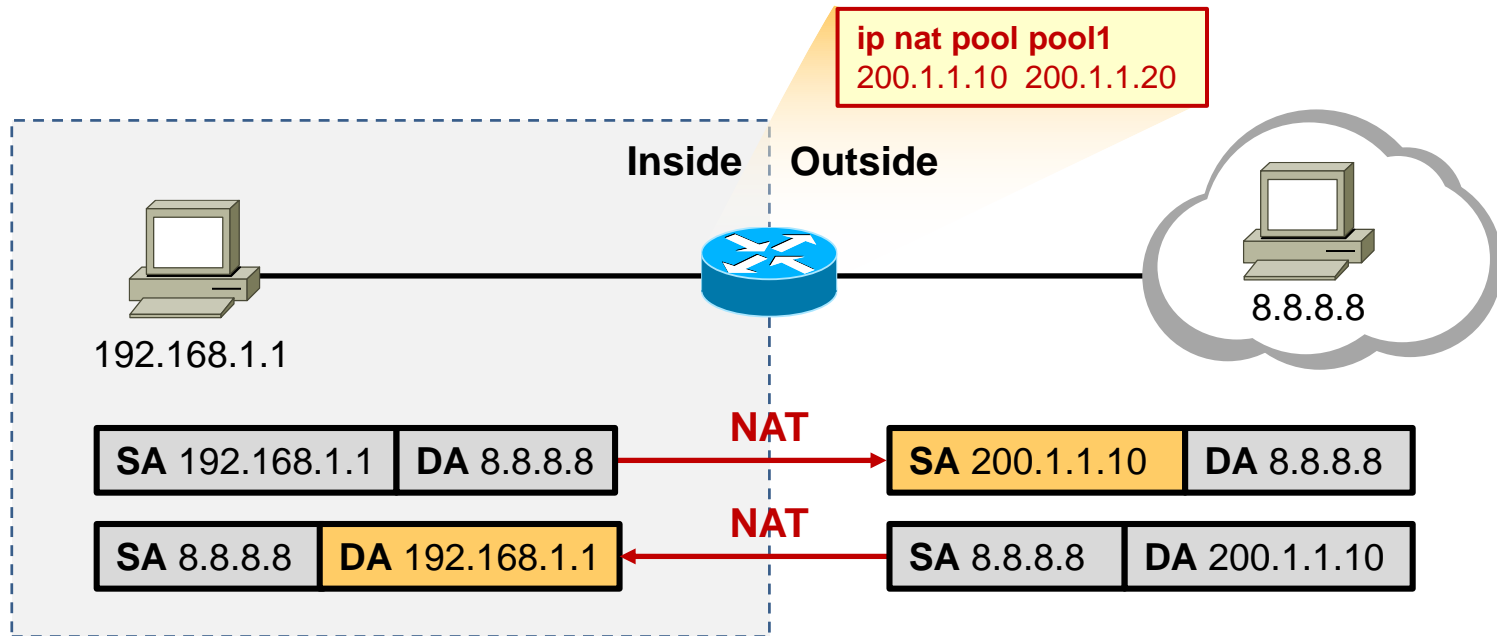 ip nat pool pool1
200.1.1.10 200.1.1.20
Inside Outside
8.8.8.8
192.168.1.1
NAT
SA 192.168.1.1 DA 8.8.8.8 SA 200.1.1.10 DA 8.8.8.8
NAT
SA 8.8.8.8 DA 192.168.1.1 SA 8.8.8.8 DA 200.1.1.10